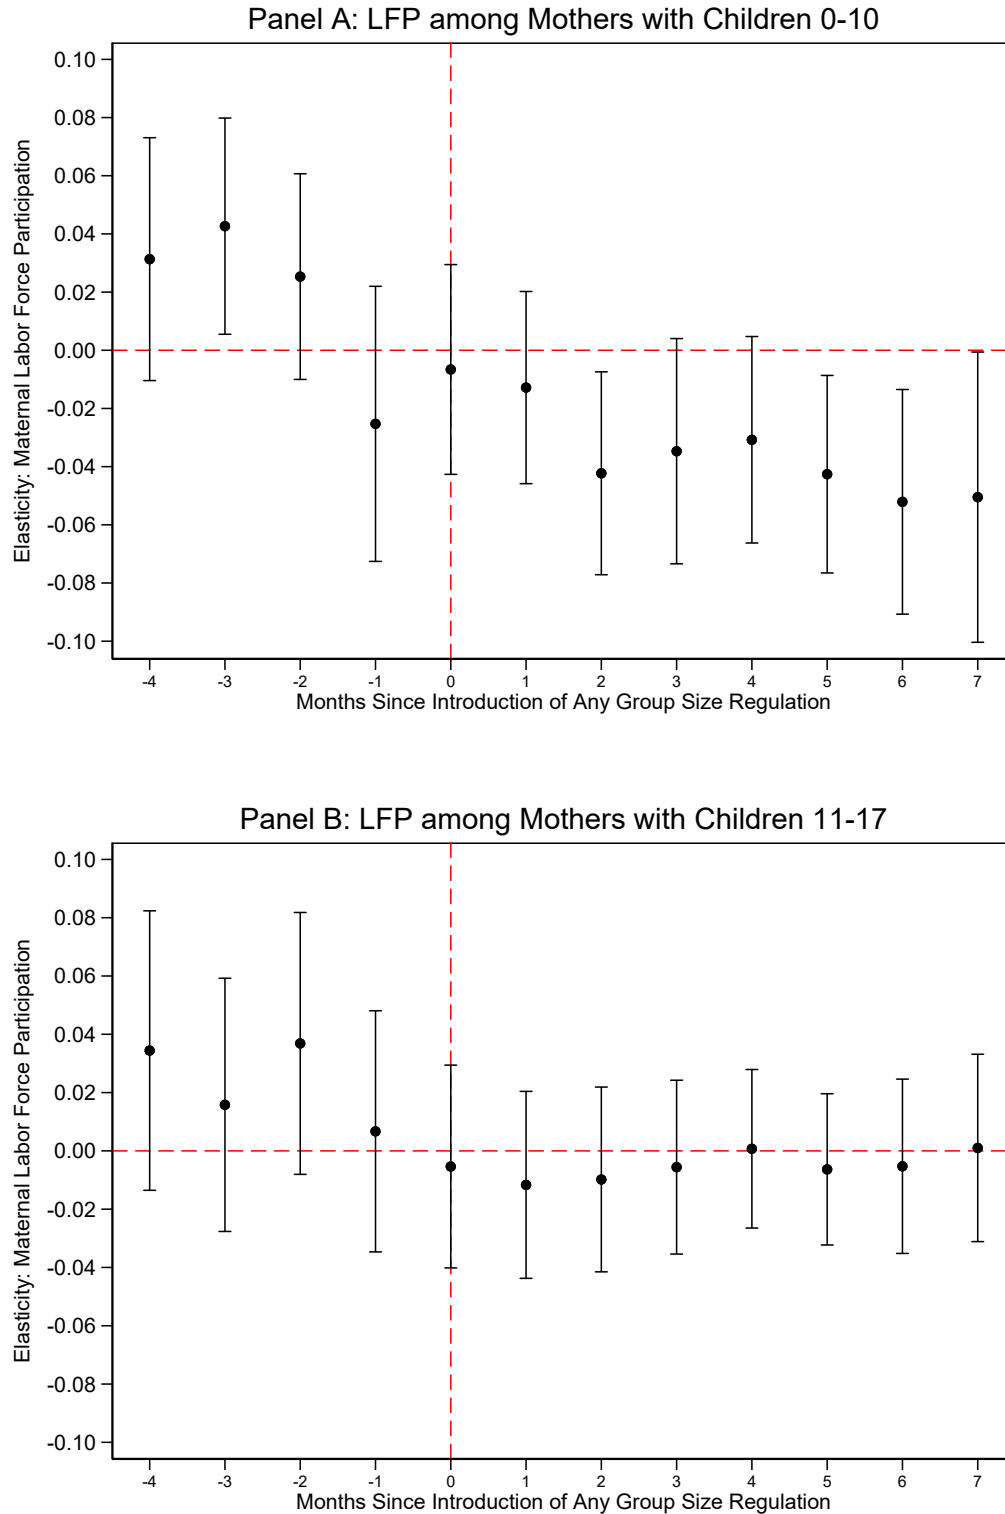 Panel A: LFP among Mothers with Children 0-10
Elasticity: Maternal Labor Force Participation
0.10
0.08
0.06
0.04
0.02
0.00
-0.02
-0.04
-0.06
-0.08
-0.10
-4 -3 -2 -1 0 1 2 3 4 5 6 7
Months Since Introduction of Any Group Size Regulation
Panel B: LFP among Mothers with Children 11-17
Elasticity: Maternal Labor Force Participation
0.10
0.08
0.06
0.04
0.02
0.00
-0.02
-0.04
-0.06
-0.08
-0.10
-4 -3 -2 -1 0 1 2 3 4 5 6 7
Months Since Introduction of Any Group Size Regulation